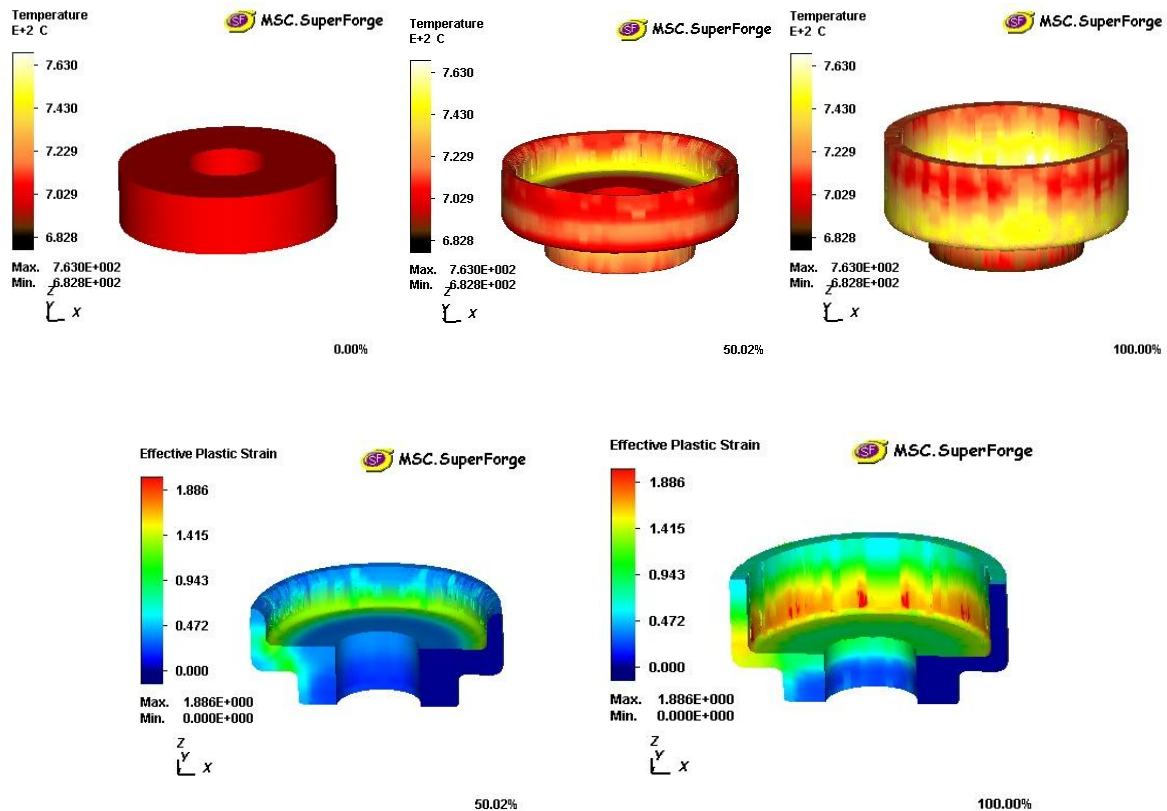 Temperature
E+2 C
SF MSC.SuperForge
7.630
7.430
7.229
7.029
6.828
Max. 7.630E+002
Min. 6.828E+002
Z
Y
X
0.00%
Temperature
E+2 C
SF MSC.SuperForge
7.630
7.430
7.229
7.029
6.828
Max. 7.630E+002
Min. 6.828E+002
Z
Y
X
50.02%
Temperature
E+2 C
SF MSC.SuperForge
7.630
7.430
7.229
7.029
6.828
Max. 7.630E+002
Min. 6.828E+002
Z
Y
X
100.00%
Effective Plastic Strain
SF MSC.SuperForge
1.886
1.415
0.943
0.472
0.000
Max. 1.886E+000
Min. 0.000E+000
Z
Y
X
50.02%
Effective Plastic Strain
SF MSC.SuperForge
1.886
1.415
0.943
0.472
0.000
Max. 1.886E+000
Min. 0.000E+000
Z
Y
X
100.00%